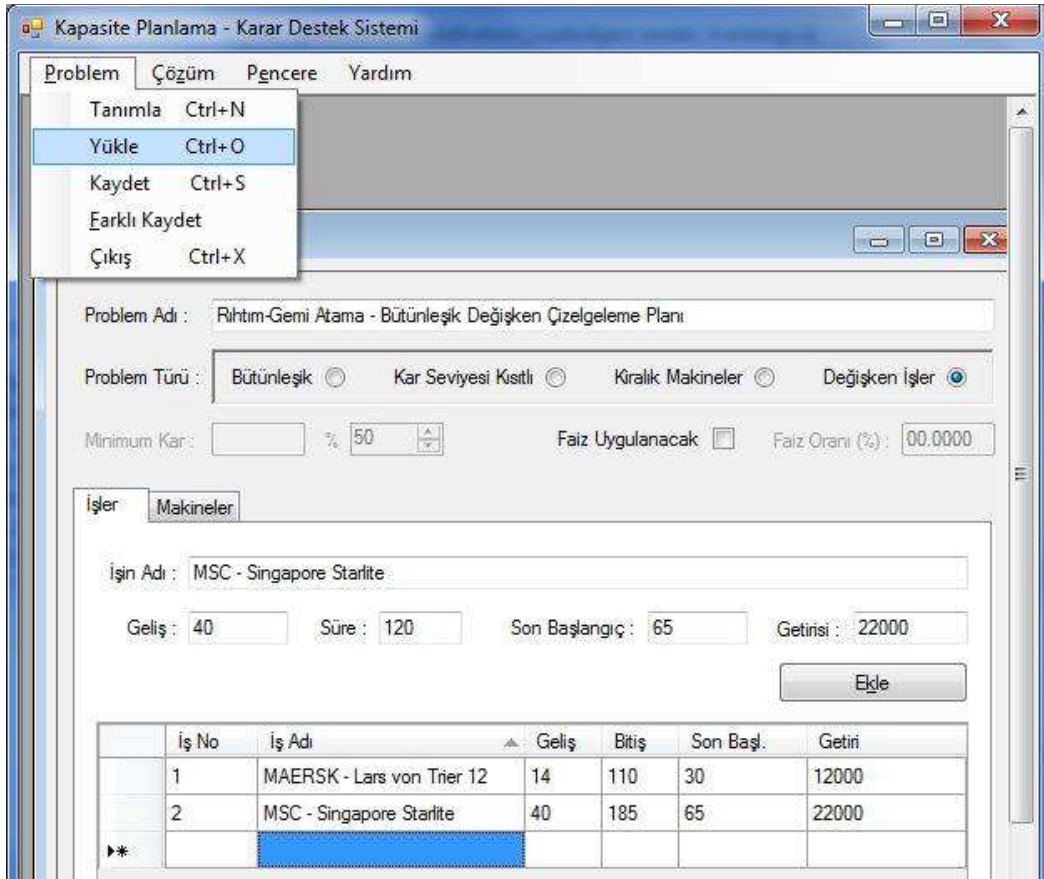 Kapasite Planlama - Karar Destek Sistemi
Problem Çözüm Pencere Yardım
Tanımla Ctrl+N
Yükle Ctrl+O
Kaydet Ctrl+S
Farklı Kaydet
Çıkış Ctrl+X
Problem Adı : Rıhtım-Gemi Atama - Bütünleşik Değişken Çizelgeleme Planı
Problem Türü : Bütünleşik Kar Seviyesi Kısıtlı Kiralık Makineler Değişken İşler
Minimum Kar : % 50 Faiz Uygulanacak Faiz Oranı (%) : 00.0000
İşler Makineler
İşin Adı : MSC - Singapore Starlite
Geliş : 40 Süre : 120 Son Başlangıç : 65 Getirisi : 22000
Ekle
İş No İş Adı Geliş Bitiş Son Başl. Getiri
1 MAERSK - Lars von Trier 12 14 110 30 12000
2 MSC - Singapore Starlite 40 185 65 22000